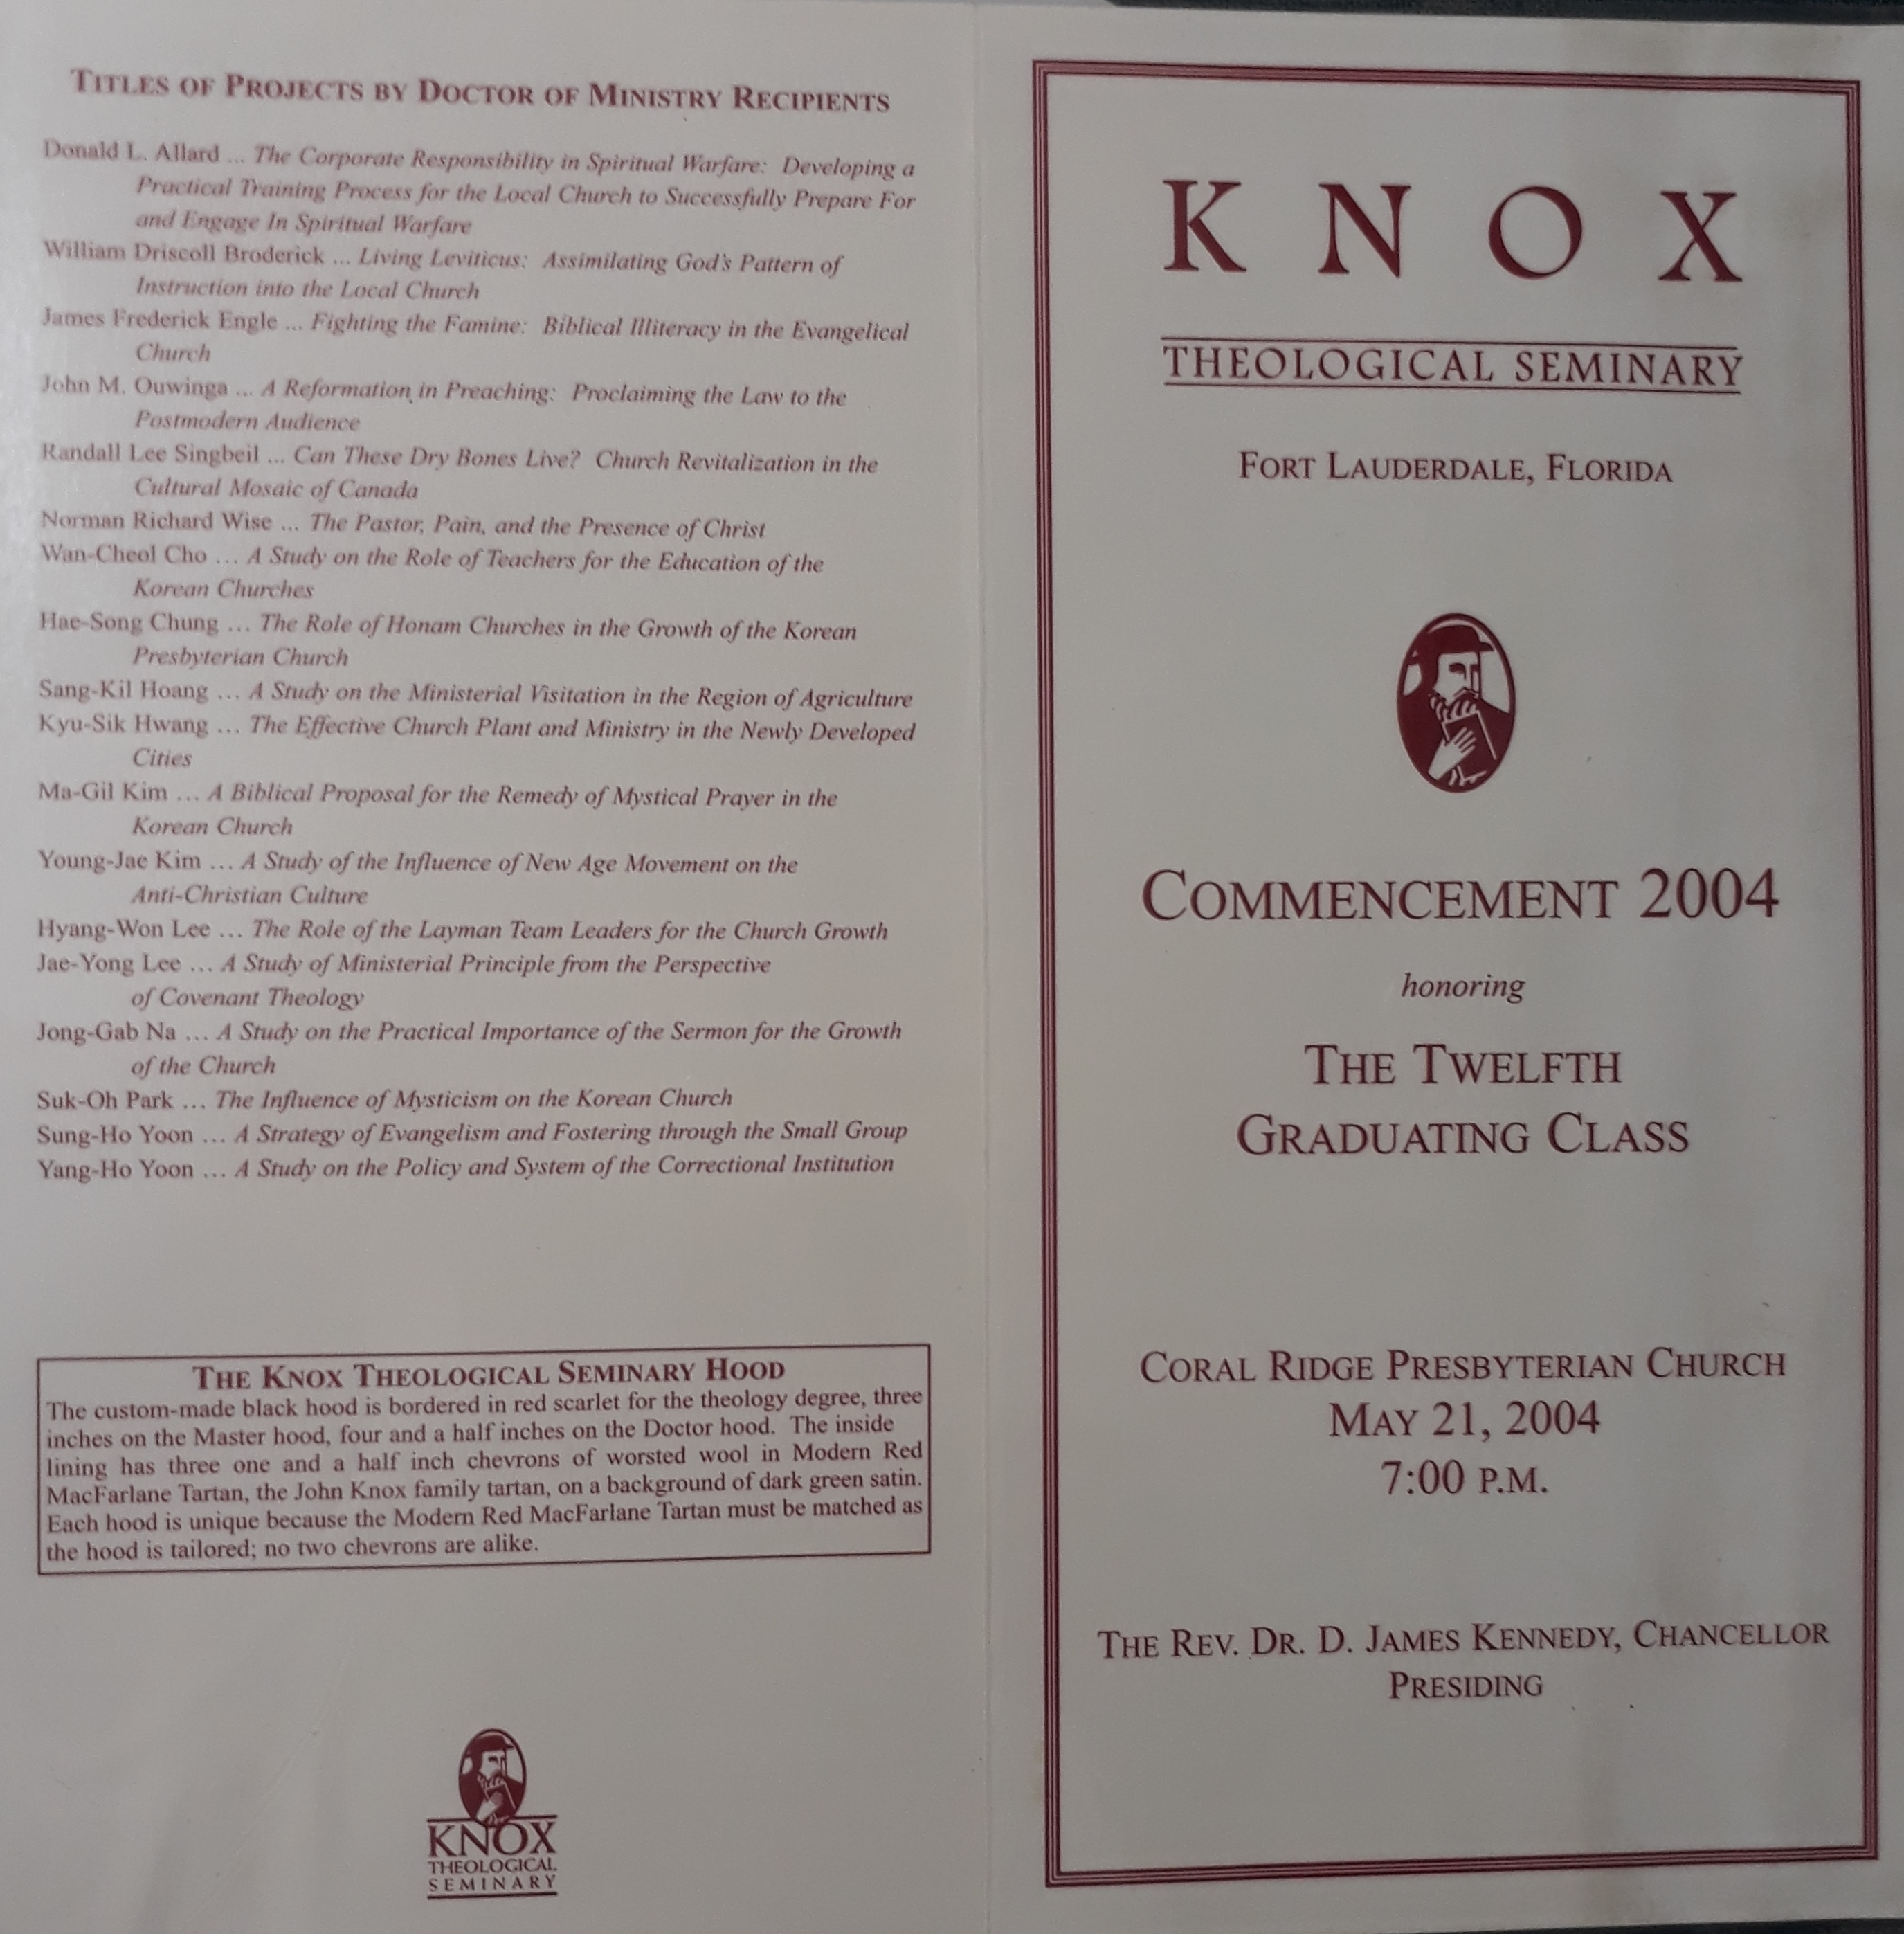 TITLES OF PROJECTS BY DOCTOR OF MINISTRY RECIPIENTS
Donald L. Allard ... The Corporate Responsibility in Spiritual Warfare: Developing a
Practical Training Process for the Local Church to Successfully Prepare For
and Engage In Spiritual Warfare
William Driscoll Broderick ... Living Leviticus: Assimilating God's Pattern of
Instruction into the Local Church
James Frederick Engle ... Fighting the Famine: Biblical Illiteracy in the Evangelical
Church
John M. Ouwinga ... A Reformation in Preaching: Proclaiming the Law to the
Postmodern Audience
Randall Lee Singbeil ... Can These Dry Bones Live? Church Revitalization in the
Cultural Mosaic of Canada
Norman Richard Wise ... The Pastor, Pain, and the Presence of Christ
Wan-Cheol Cho ... A Study on the Role of Teachers for the Education of the
Korean Churches
Hae-Song Chung ... The Role of Honam Churches in the Growth of the Korean
Presbyterian Church
Sang-Kil Hoang ... A Study on the Ministerial Visitation in the Region of Agriculture
Kyu-Sik Hwang ... The Effective Church Plant and Ministry in the Newly Developed
Cities
Ma-Gil Kim ... A Biblical Proposal for the Remedy of Mystical Prayer in the
Korean Church
Young-Jae Kim ... A Study of the Influence of New Age Movement on the
Anti-Christian Culture
Hyang-Won Lee ... The Role of the Layman Team Leaders for the Church Growth
Jae-Yong Lee ... A Study of Ministerial Principle from the Perspective
of Covenant Theology
Jong-Gab Na ... A Study on the Practical Importance of the Sermon for the Growth
of the Church
Suk-Oh Park ... The Influence of Mysticism on the Korean Church
Sung-Ho Yoon ... A Strategy of Evangelism and Fostering through the Small Group
Yang-Ho Yoon ... A Study on the Policy and System of the Correctional Institution
THE KNOX THEOLOGICAL SEMINARY HOOD
The custom-made black hood is bordered in red scarlet for the theology degree, three
inches on the Master hood, four and a half inches on the Doctor hood. The inside
lining has three one and a half inch chevrons of worsted wool in Modern Red
MacFarlane Tartan, the John Knox family tartan, on a background of dark green satin.
Each hood is unique because the Modern Red MacFarlane Tartan must be matched as
the hood is tailored; no two chevrons are alike.
KNOX
THEOLOGICAL
SEMINARY
KNOX
THEOLOGICAL SEMINARY
FORT LAUDERDALE, FLORIDA
COMMENCEMENT 2004
honoring
THE TWELFTH
GRADUATING CLASS
CORAL RIDGE PRESBYTERIAN CHURCH
MAY 21, 2004
7:00 P.M.
THE REV. DR. D. JAMES KENNEDY, CHANCELLOR
PRESIDING